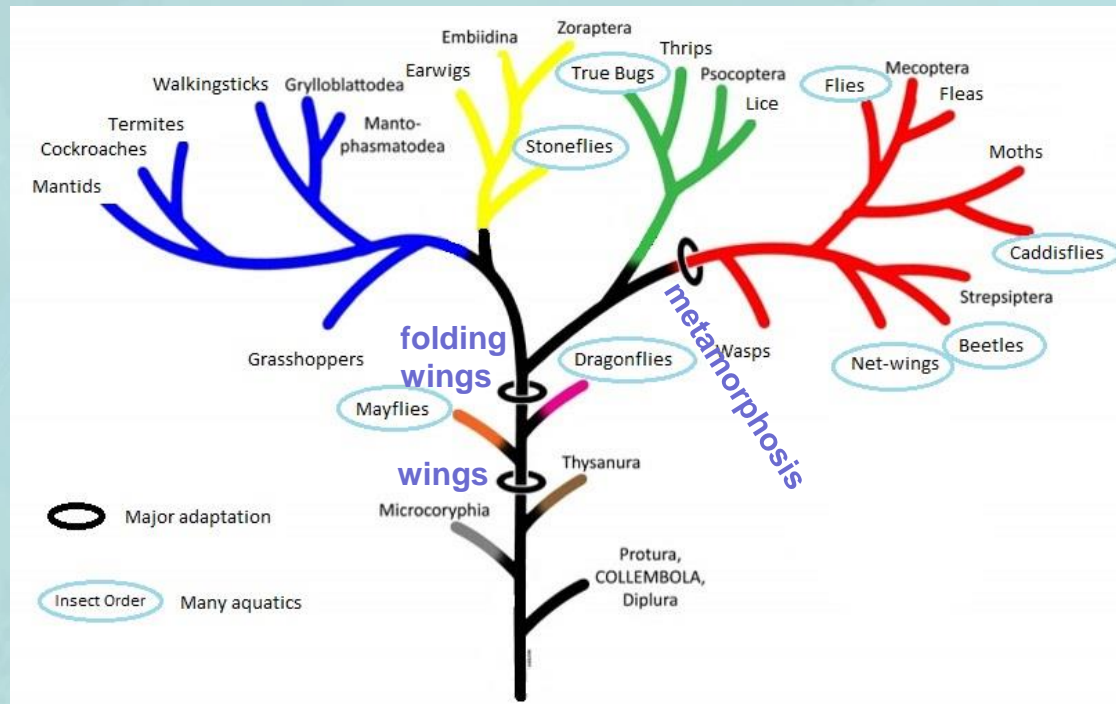 Embiidina
Zoraptera
Walkingsticks
Grylloblattodea
Earwigs
True Bugs
Thrips
Psocoptera
Flies
Mecoptera
Fleas
Termites
Manto-
phasmatodea
Lice
Cockroaches
Stoneflies
Moths
Mantids
Caddisflies
Strepsiptera
metamorphosis
Grasshoppers
folding
wings
Dragonflies
Wasps
Net-wings
Beetles
Mayflies
wings
Thysanura
Microcoryphia
Major adaptation
Protura,
COLLEMBOLA,
Diplura
Insect Order
Many aquatics